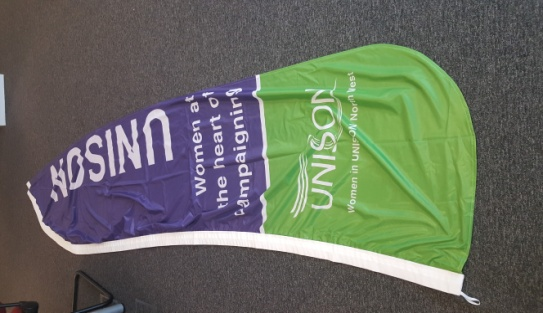 UNISON
Women at
the heart of
campaigning
UNISON
Women in UNISON North West